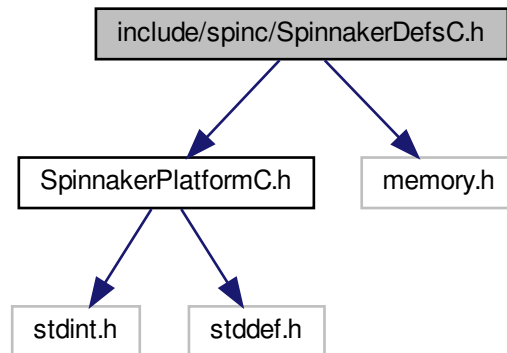 include/spinc/SpinnakerDefsC.h
SpinnakerPlatformC.h
memory.h
stdint.h
stddef.h